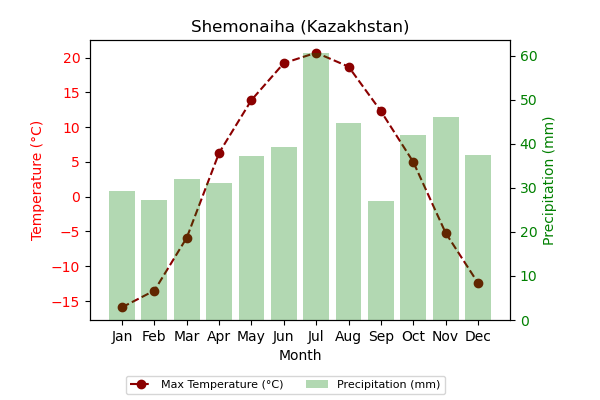 Shemonaiha (Kazakhstan)
Temperature (°C)
20
15
10
5
0
−5
−10
−15
Precipitation (mm)
60
50
40
30
20
10
0
Jan Feb Mar Apr May Jun Jul Aug Sep Oct Nov Dec
Month
Max Temperature (°C) Precipitation (mm)